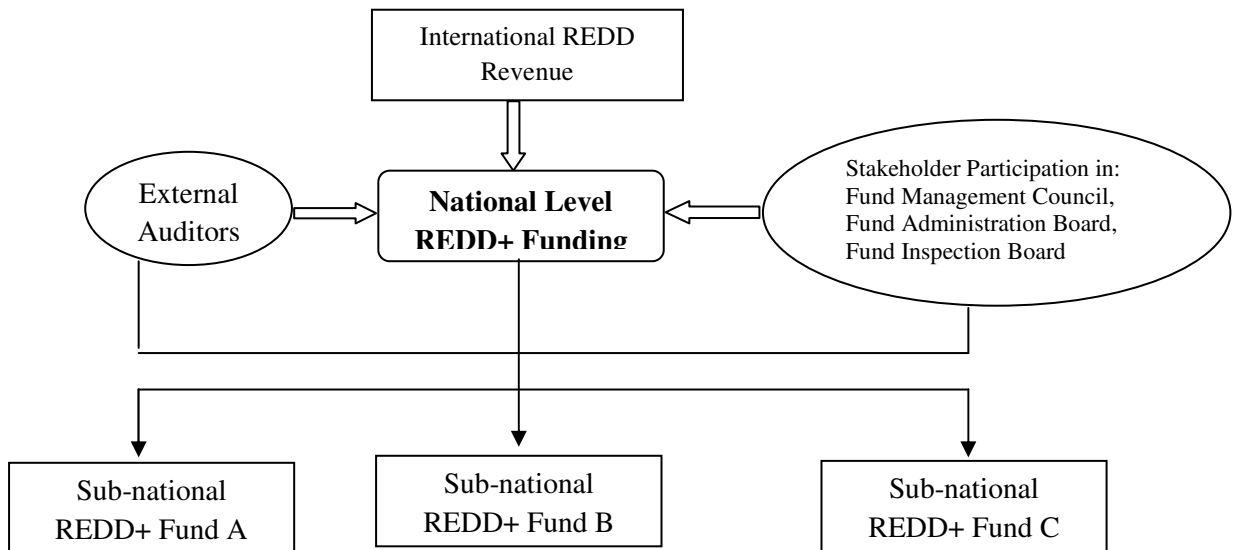 International REDD
Revenue
External
Auditors
National Level
REDD+ Funding
Stakeholder Participation in:
Fund Management Council,
Fund Administration Board,
Fund Inspection Board
Sub-national
REDD+ Fund A
Sub-national
REDD+ Fund B
Sub-national
REDD+ Fund C